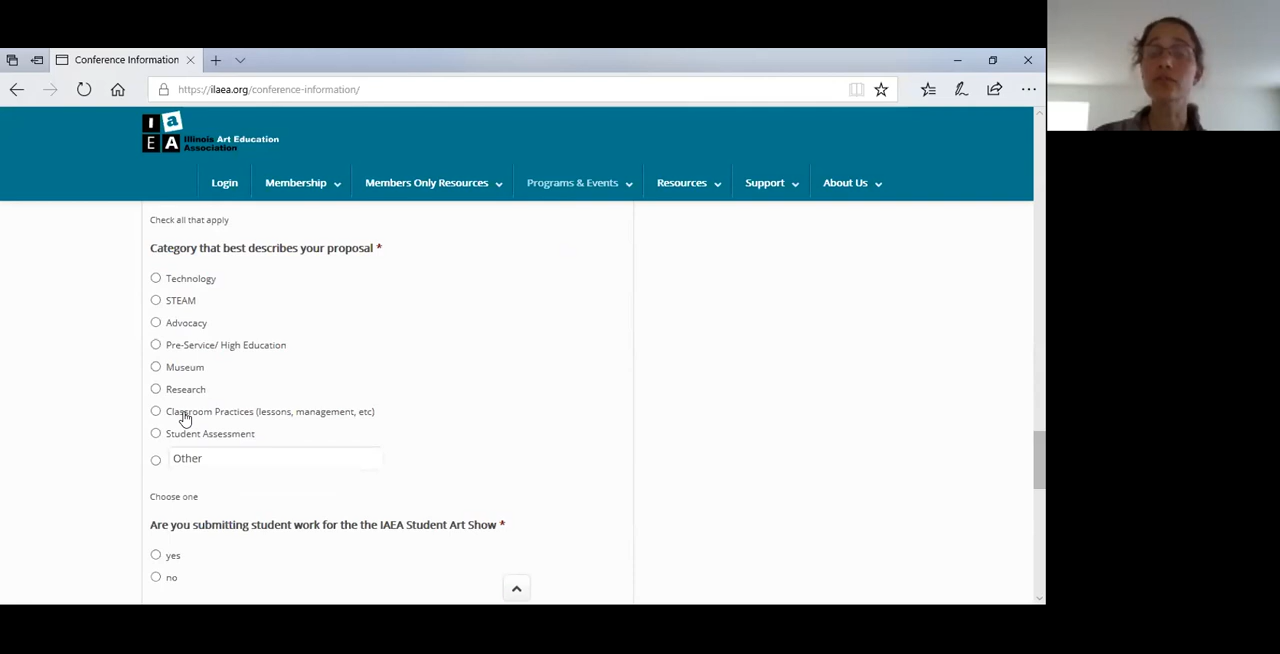 Conference Information
https://ilaea.org/conference-information/
I a
E A
Illinois Art Education
Association
Login Membership Members Only Resources Programs & Events Resources Support About Us
Check all that apply
Category that best describes your proposal *
Technology
STEAM
Advocacy
Pre-Service/ High Education
Museum
Research
Classroom Practices (lessons, management, etc)
Student Assessment
Other
Choose one
Are you submitting student work for the the IAEA Student Art Show *
yes
no